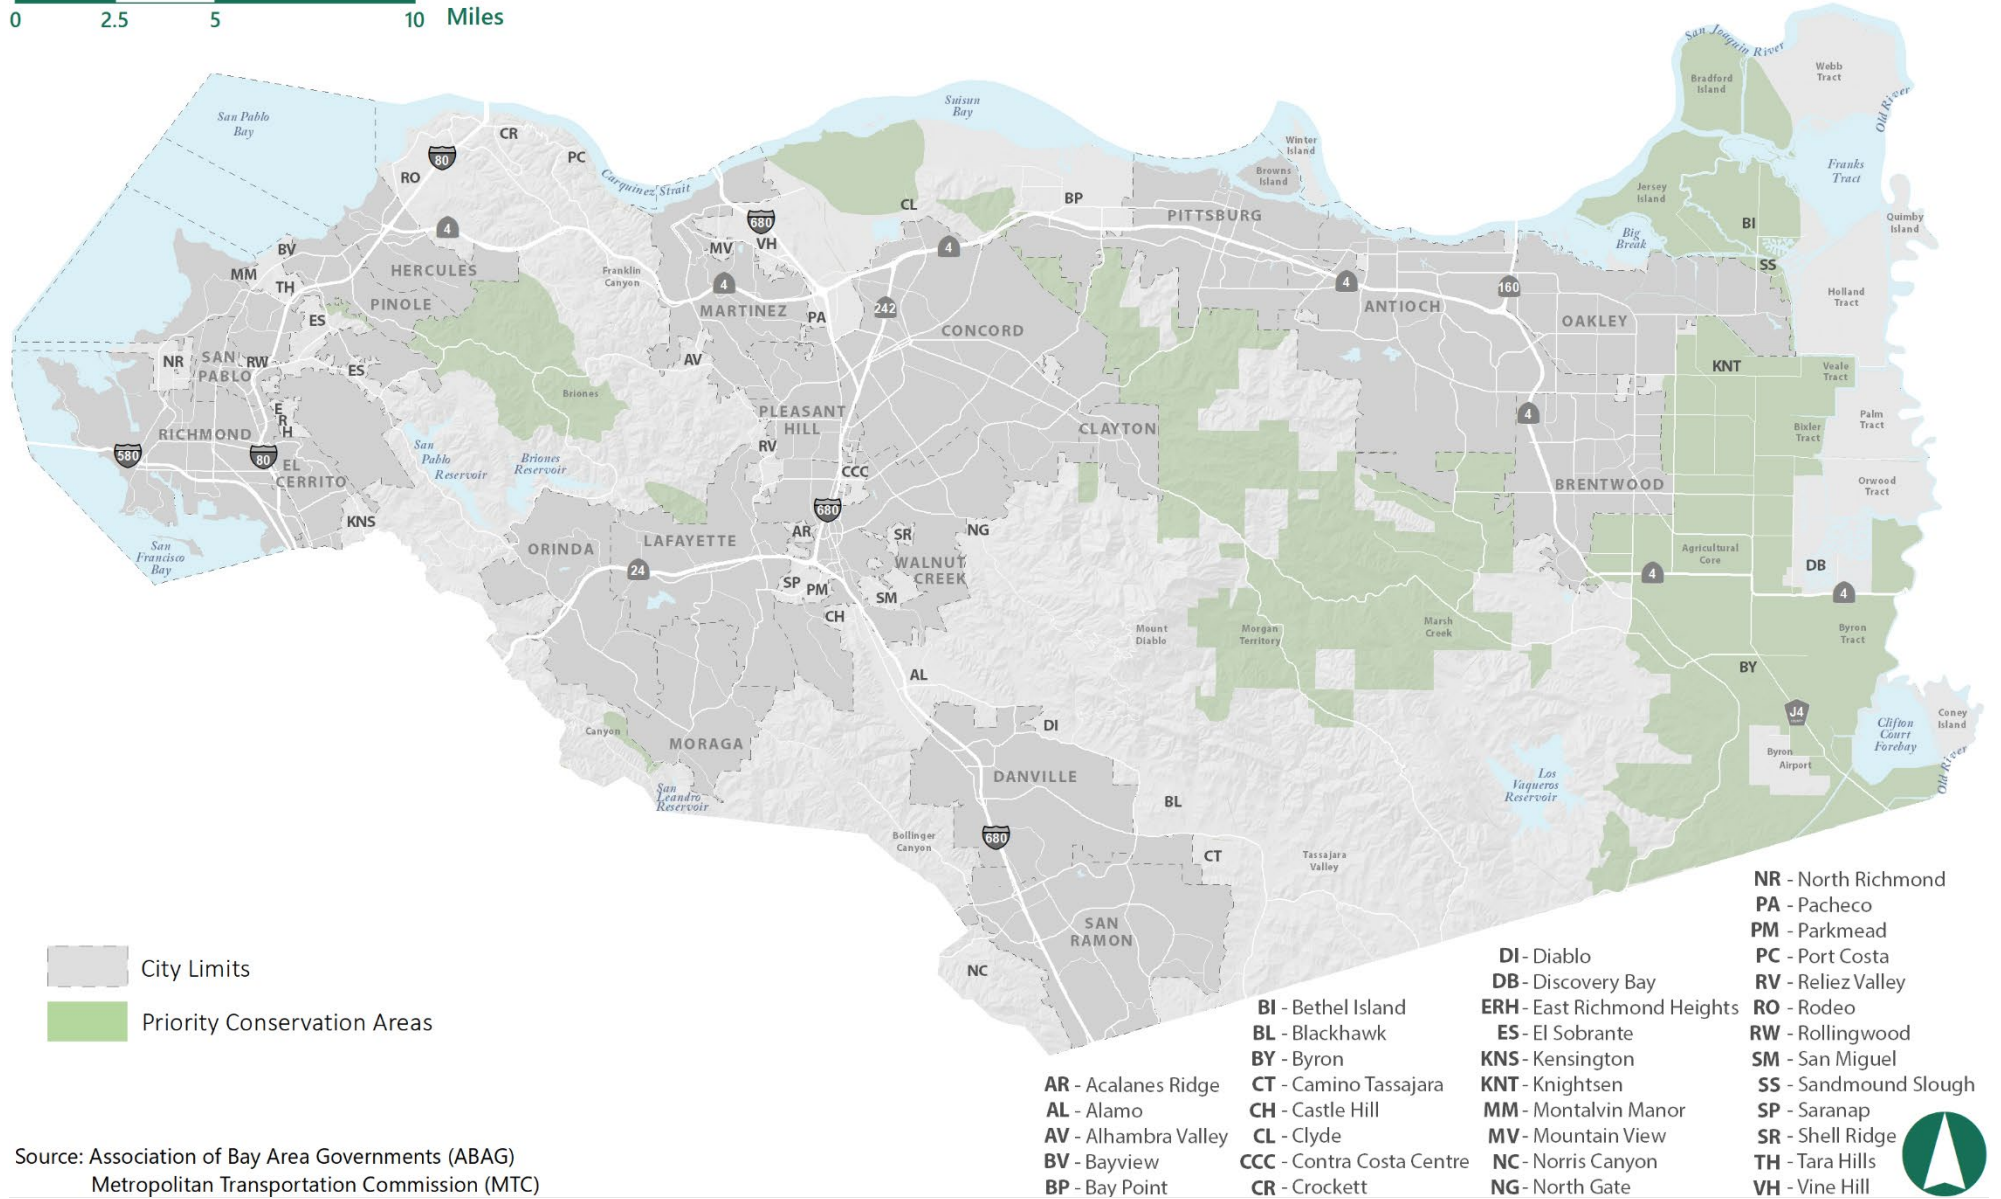 0 2.5 5 10 Miles
San Joaquin River
Webb
Tract
Bradford
Island
Old River
San Pablo
Bay
Suisun
Bay
CR
PC
80
RO
Carquinez Strait
Winter
Island
Browns
Island
Franks
Tract
Jersey
Island
CL
BP
PITTSBURG
BI
Quimby
Island
680
4
MV
VH
4
Big
Break
BV
MM
TH
HERCULES
Franklin
Canyon
SS
PINOLE
ES
4
MARTINEZ
PA
242
CONCORD
4
ANTIOCH
160
OAKLEY
Holland
Tract
NR
SAN
PABLO
RW
ES
AV
KNT
Veale
Tract
Briones
E
R
H
PLEASANT
HILL
CLAYTON
4
Palm
Tract
Bixler
Tract
RICHMOND
580
80
EL
CERRITO
San
Pablo
Reservoir
Briones
Reservoir
RV
CCC
BRENTWOOD
Orwood
Tract
680
KNS
San
Francisco
Bay
ORINDA
LAFAYETTE
AR
SR
NG
WALNUT
CREEK
24
SP
PM
SM
CH
Agricultural
Core
4
DB
4
Mount
Diablo
Morgan
Territory
Marsh
Creek
Byron
Tract
AL
BY
DI
Canyon
MORAGA
J4
Clifton
Court
Forebay
Coney
Island
Byron
Airport
Old River
San
Leandro
Reservoir
DANVILLE
Los
Vaqueros
Reservoir
BL
Bollinger
Canyon
680
CT
Tassajara
Valley
SAN
RAMON
NC
City Limits
Priority Conservation Areas
AR - Acalanes Ridge
AL - Alamo
AV - Alhambra Valley
BV - Bayview
BP - Bay Point
BI - Bethel Island
BL - Blackhawk
BY - Byron
CT - Camino Tassajara
CH - Castle Hill
CL - Clyde
CCC - Contra Costa Centre
CR - Crockett
DI - Diablo
DB - Discovery Bay
ERH - East Richmond Heights
ES - El Sobrante
KNS - Kensington
KNT - Knightsen
MM - Montalvin Manor
MV - Mountain View
NC - Norris Canyon
NG - North Gate
NR - North Richmond
PA - Pacheco
PM - Parkmead
PC - Port Costa
RV - Reliez Valley
RO - Rodeo
RW - Rollingwood
SM - San Miguel
SS - Sandmound Slough
SP - Saranap
SR - Shell Ridge
TH - Tara Hills
VH - Vine Hill
Source: Association of Bay Area Governments (ABAG)
Metropolitan Transportation Commission (MTC)